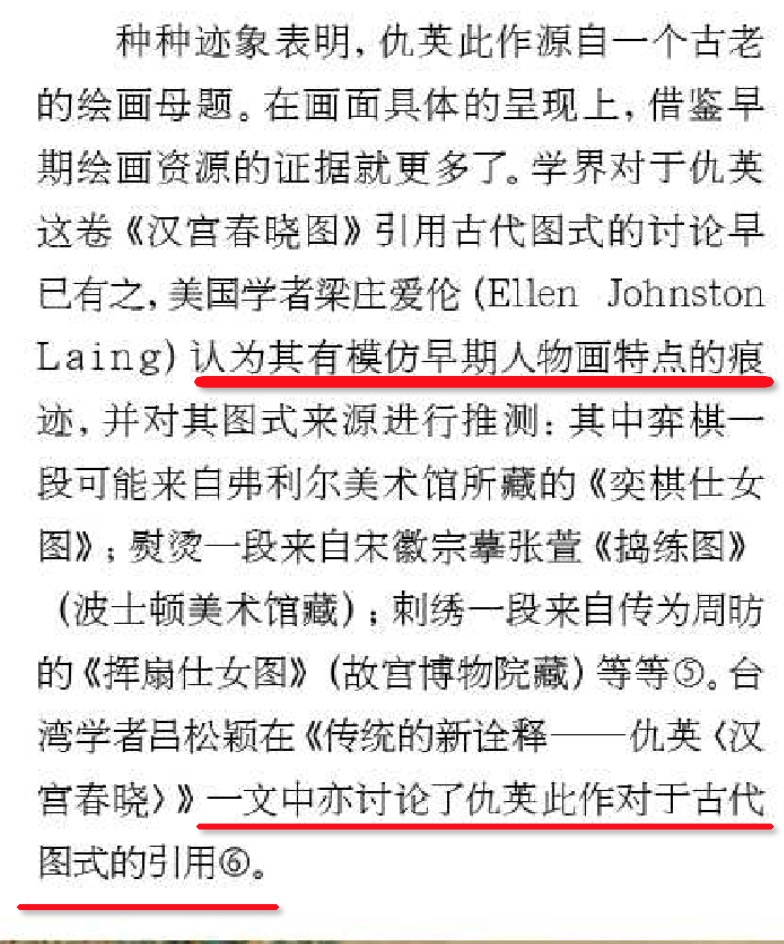 种种迹象表明，仇英此作源自一个古老
的绘画母题。在画面具体的呈现上，借鉴早
期绘画资源的证据就更多了。学界对于仇英
这卷《汉宫春晓图》引用古代图式的讨论早
已有之，美国学者梁庄爱伦（Ellen Johnston
Laing）认为其有模仿早期人物画特点的痕
迹，并对其图式来源进行推测：其中弈棋一
段可能来自弗利尔美术馆所藏的《奕棋仕女
图》；熨烫一段来自宋徽宗摹张萱《捣练图》
（波士顿美术馆藏）；刺绣一段来自传为周昉
的《挥扇仕女图》（故宫博物院藏）等等⑤。台
湾学者吕松颖在《传统的新诠释——仇英〈汉
宫春晓〉》一文中亦讨论了仇英此作对于古代
图式的引用⑥。